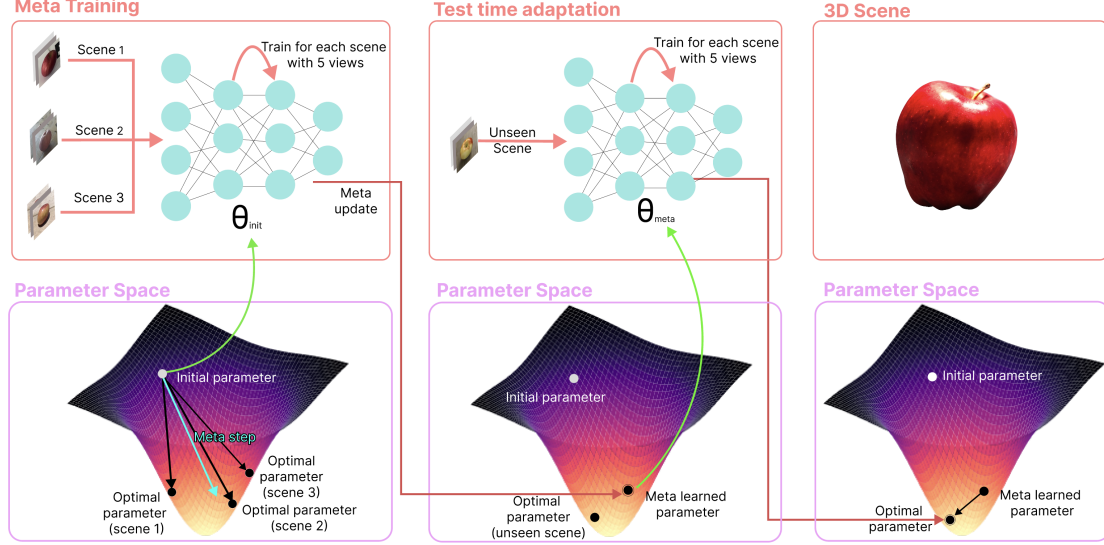 Meta Training
Scene 1
Scene 2
Scene 3
Train for each scene
with 5 views
θinit
Meta
update
Test time adaptation
Unseen
Scene
Train for each scene
with 5 views
θmeta
3D Scene
Parameter Space
Initial parameter
Meta step
Optimal
parameter
(scene 3)
Optimal
parameter
(scene 1)
Optimal parameter
(scene 2)
Parameter Space
Initial parameter
Optimal
parameter
(unseen scene)
Meta learned
parameter
Parameter Space
Initial parameter
Meta learned
parameter
Optimal
parameter